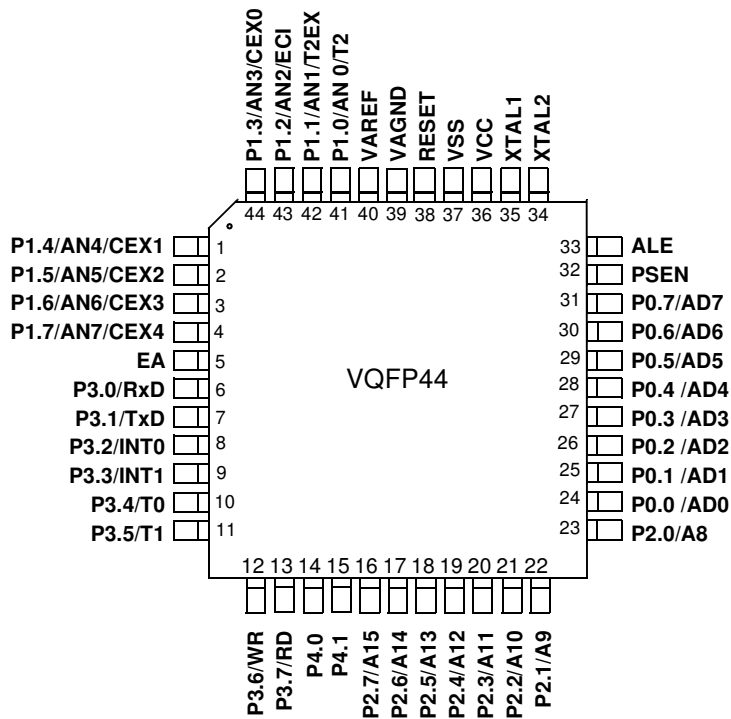 P1.3/AN3/CEX0
P1.2/AN2/ECI
P1.1/AN1/T2EX
P1.0/AN 0/T2
VAREF
VAGND
RESET
VSS
VCC
XTAL1
XTAL2
44 43 42 41 40 39 38 37 36 35 34
P1.4/AN4/CEX1 1
P1.5/AN5/CEX2 2
P1.6/AN6/CEX3 3
P1.7/AN7/CEX4 4
EA 5
P3.0/RxD 6
P3.1/TxD 7
P3.2/INT0 8
P3.3/INT1 9
P3.4/T0 10
P3.5/T1 11
VQFP44
33 ALE
32 PSEN
31 P0.7/AD7
30 P0.6/AD6
29 P0.5/AD5
28 P0.4 /AD4
27 P0.3 /AD3
26 P0.2 /AD2
25 P0.1 /AD1
24 P0.0 /AD0
23 P2.0/A8
12 13 14 15 16 17 18 19 20 21 22
P3.6/WR
P3.7/RD
P4.0
P4.1
P2.7/A15
P2.6/A14
P2.5/A13
P2.4/A12
P2.3/A11
P2.2/A10
P2.1/A9